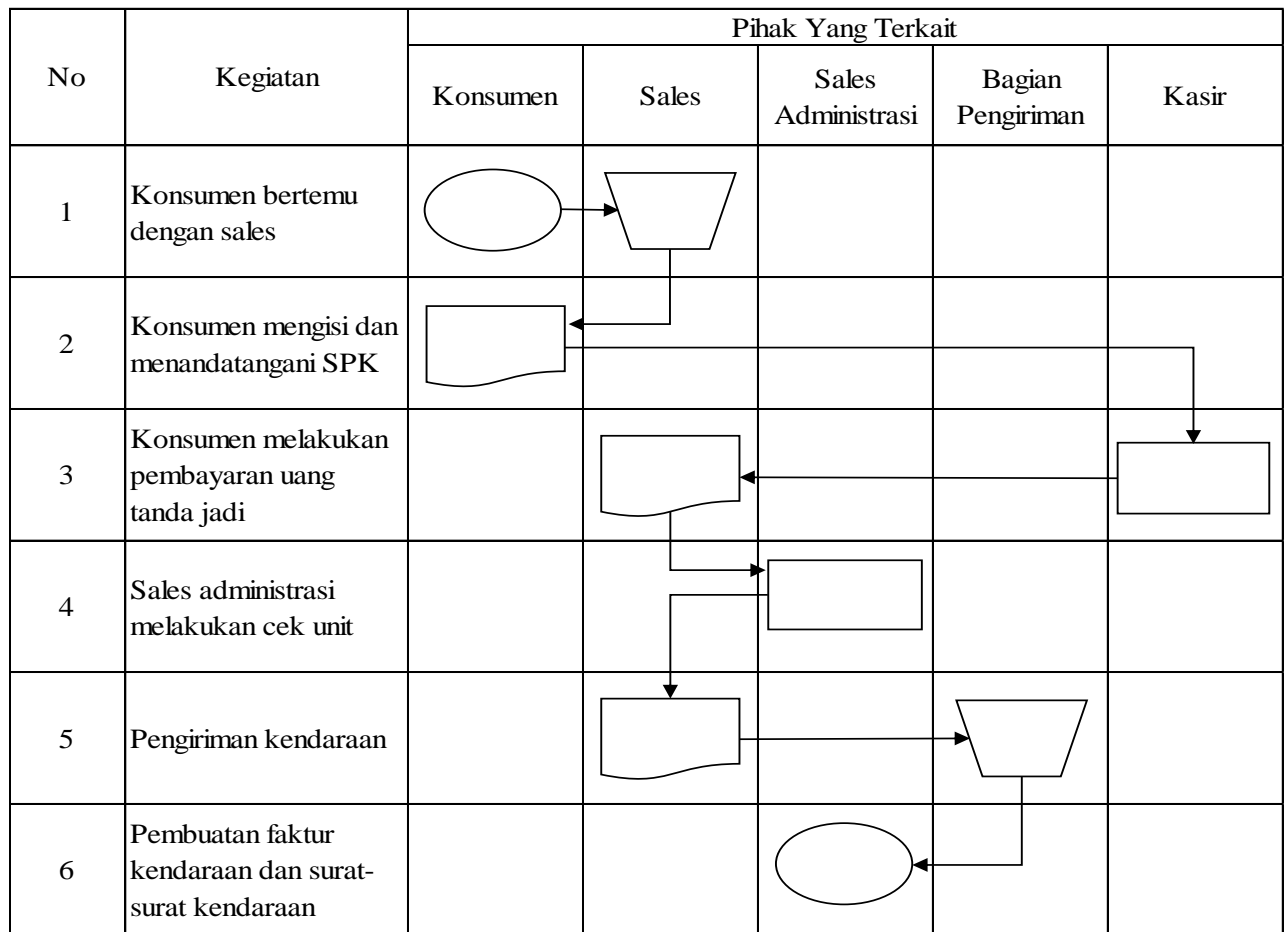 Pihak Yang Terkait
No
Kegiatan
Konsumen
Sales
Sales
Administrasi
Bagian
Pengiriman
Kasir
1
Konsumen bertemu
dengan sales
2
Konsumen mengisi dan
menandatangani SPK
3
Konsumen melakukan
pembayaran uang
tanda jadi
4
Sales administrasi
melakukan cek unit
5
Pengiriman kendaraan
6
Pembuatan faktur
kendaraan dan surat-
surat kendaraan